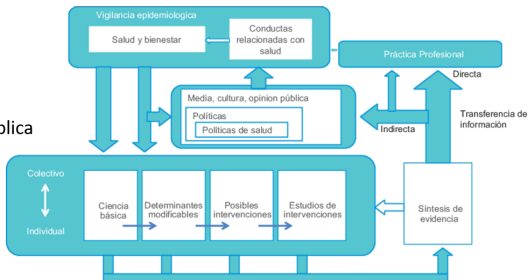 Vigilancia epidemiologica
Salud y bienestar
Conductas
relacionadas con
salud
Práctica Profesional
Directa
Media, cultura, opinion pública
Políticas
Políticas de salud
Indirecta
Transferencia de
información
blica
Colectivo
Individual
Ciencia
básica
Determinantes
modificables
Posibles
intervenciones
Estudios de
intervenciones
Síntesis de
evidencia